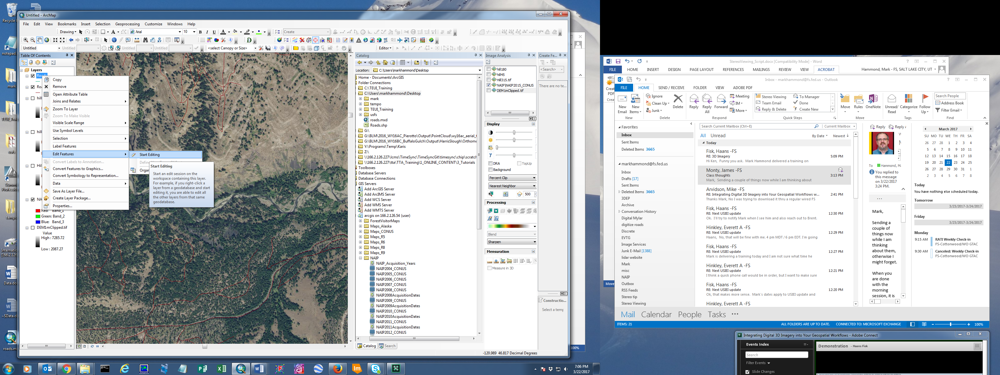 Recycle
notepad.
mark
TEUI_Tra
usfs
tempo
Internatio
(166.2.126
Data.do
~$Data.d
roads.m
Untitled - ArcMap
File Edit View Bookmarks Insert Selection Geoprocessing Customize Windows Help
Drawing Arial 10 B I U A Create
Untitled Untitled Untitled Untitled <select Canopy or Size> Editor
Table Of Contents
Layers
Roads
Roa
hill
hill
Hill
NA
Red: Band_1
Green: Band_2
Blue: Band_3
DEM1mClipped.tif
Value
High : 7285.72
Low : 2087.27
Copy
Remove
Open Attribute Table
Joins and Relates
Zoom To Layer
Zoom To Make Visible
Visible Scale Range
Use Symbol Levels
Selection
Label Features
Edit Features
Convert Labels to Annotation...
Convert Features to Graphics...
Convert Symbology to Representation...
Data
Save As Layer File...
Create Layer Package...
Properties...
Start Editing
Organ
Start Editing
Start an edit session on the
workspace containing this layer.
For example, if you right-click a
layer from a geodatabase and start
editing it, you are able to edit all
the other layers from that same
geodatabase.
Catalog
Location: C:\Users\markhammond\Desktop
Home - Documents\ArcGIS
Folder Connections
C:\TEUI_Training
C:\Users\markhammond\Desktop
mark
tempo
TEUI_Training
usfs
roads.mxd
Roads.shp
G:\
G:\BLM\2016_WY16AC_Pierotto\Output\PointCloud\wy16ac_aerial_t
G:\BLM\2016_WY16BC_BuffaloGulch\Output\HarrisSlough\Orthomo
Y:\Programs\Temp\Karis
Z:\
\\166.2.126.227\lcms\TimeSync\TimeSyncGit\timesync\chip\scratch
\\166.2.126.227\tta\TTA_Training\1_ONLINE_CONTENT\3_Tutorials
Toolboxes
Database Servers
Database Connections
GIS Servers
Add ArcGIS Server
Add ArcIMS Server
Add WCS Server
Add WMS Server
Add WMTS Server
arcgis on 166.2.126.54 (user)
ForestVisitorMaps
Maps_Alaska
Maps_CONUS
Maps_R5
Maps_R6
Maps_R8
Maps_R9
NAIP
NAIP_Acquisition_Years
NAIP2004_CONUS
NAIP2005_CONUS
NAIP2006_CONUS
NAIP2007_CONUS
NAIP2008_CONUS
NAIP2008AcquisitionDates
NAIP2009_CONUS
NAIP2009AcquisitionDates
NAIP2010_CONUS
NAIP2010AcquisitionDates
NAIP2011_CONUS
NAIP2011AcquisitionDates
NAIP2012_CONUS
Catalog Search
-120.989 46.817 Decimal Degrees
Image Analysis
hill180
hill45
Hill315.tif
NAIP\NAIP2015_CONUS
DEM1mClipped.tif
Display
DRA TopUp
Background
Percent Clip
Nearest Neighbor
500
Processing
Blend
Sharpen
Mensuration
Measure in 3D
Create Fe...
<Search>
There are no te...
Constructio...
Select a temp
100%
7:06 PM
3/22/2017
StereoViewing_Script.docx [Compatibility Mode] - Word
FILE HOME INSERT DESIGN PAGE LAYOUT REFERENCES MAILINGS REVIEW VIEW ACROBAT Hammond, Mark - FS, SALT LAKE CITY, UT
Creat
PDF
Creat
Move
Inbox - markhammond@fs.fed.us - Outlook
FILE HOME SEND / RECEIVE FOLDER VIEW ADOBE PDF
New
Email
New
Items
New
Ignore
Clean Up
Junk
Delete
Delete
Reply
Reply
All
Forward
Meeting
IM
More
Respond
Stereo Viewing
Team Email
Reply & Delete
To Manager
Done
Create New
Quick Steps
Move
Rules
OneNote
Move
Unread/
Read
Categorize
Follow
Up
Tags
Search People
Address Book
Filter Email
Find
Favorites
Inbox
Sent Items
Deleted Items 3665
markhammond@fs.fed.us
Inbox
Drafts [17]
Sent Items
Deleted Items 3665
3DEP
Archive
Conversation History
Digital Mylar
digitize roads
Discrete
EVTG
Image Services
Junk E-Mail [1388]
lidar website
Mark
misc
NAIP
Outbox
RSS Feeds
Stereo tip
Stereo Viewing
Search Current Mailbox (Ctrl+E) Current Mailbox
All Unread By Date Newest
Today
Fisk, Haans -FS
RE: 3D Imagery 5:09 PM
Hi Ken, Funny you ask. Mark Hammond delivered a training on
Monty, James -FS
Class thoughts 3:13 PM
Mark, Sending a couple of things now while I am thinking about
Arvidson, Mike -FS
RE: Integrating Digital 3D Imagery into Your Geospatial Workflows w... 2:41 PM
Thanks Mark, No I was trying to download it thru a regular wired FS
Fisk, Haans -FS
RE: Next USIEI update 12:30 PM
Ok. I'll try to notify Mark when I see him and also reach out to Brent.
Hinkley, Everett A -FS
RE: Next USIEI update 12:29 PM
Haans, No, that will be fine with me. 4 pm MDT / 6 pm EDT. I'm going
Fisk, Haans -FS
RE: Next USIEI update 12:27 PM
Mark is delivering a training today and I am not sure what time he
Hinkley, Everett A -FS
RE: Next USIEI update 12:21 PM
I think a quick phone call would be in order, but I want to make sure
Fisk, Haans -FS
RE: Next USIEI update 12:20 PM
Ok, that makes more sense. Mark's dates apply to USIEI update and
Hinkley, Everett A -FS
Reply Reply A
To Hammond, M
You replied to
this message
on 3/22/2017
3:24 PM.
...
Mark,
Sending a
couple of
things now
while I am
thinking
about them,
otherwise I
might forget.
When you
are done
with the
morning
session, it is
March 2017
SU MO TU WE TH FR SA
26 27 28 1 2 3 4
5 6 7 8 9 10 11
12 13 14 15 16 17 18
19 20 21 22 23 24 25
26 27 28 29 30 31 1
2 3 4 5 6 7 8
Today
You have nothing else scheduled today.
Tomorrow
3/23/2017-3/24/2017
Friday
3/23/2017-3/24/2017
Monday
9:15 AM RATI Weekly Check-in
FS-Cottonwood/WO GTAC
9:30 AM Canceled: Weekly Check-in
FS-Cottonwood/WO GTAC
Mail Calendar People Tasks ...
ITEMS: 21 ALL FOLDERS ARE UP TO DATE. CONNECTED TO: MICROSOFT EXCHANGE 100%
Integrating Digital 3D Imagery into Your Geospatial Workflows - Adobe Connect
Events Index
Search
Filter Events
Slide Changes
Demonstration - Haans Fisk